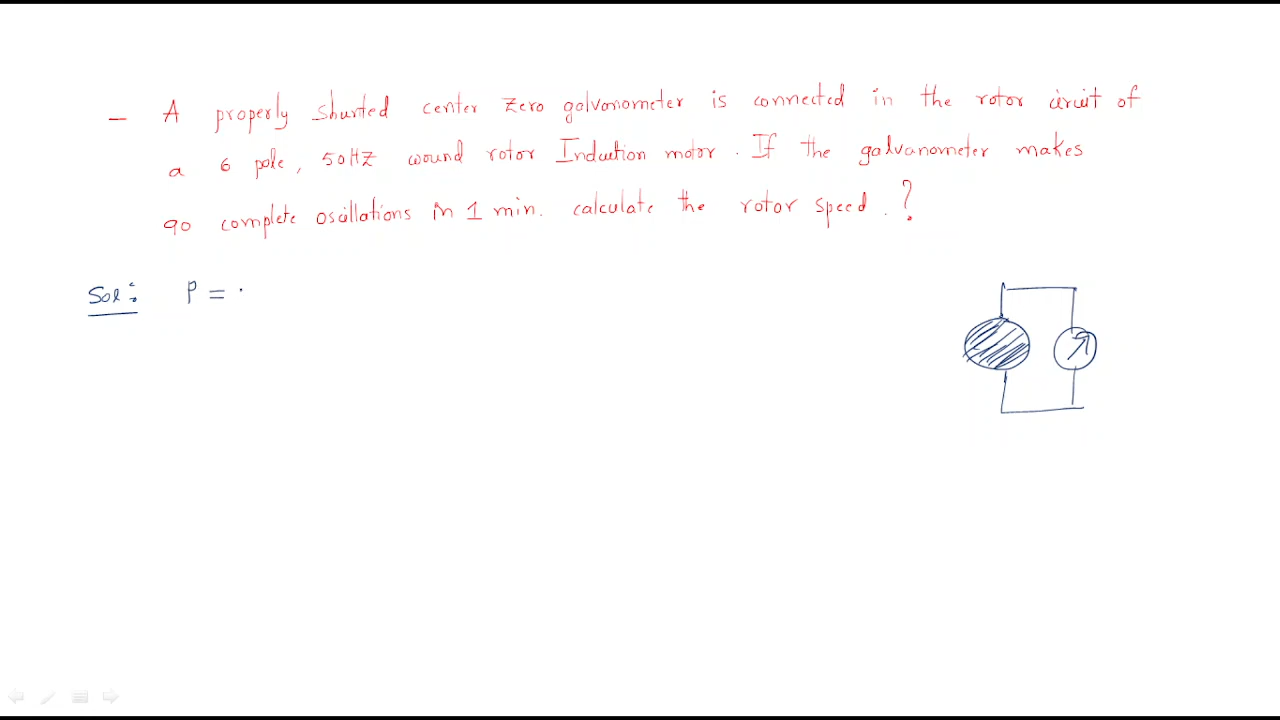 – A properly shunted center zero galvonometer is connected in the rotor circuit of
a 6 pole, 50HZ wound rotor Induction motor. If the galvanometer makes
90 complete oscillations in 1 min. calculate the rotor speed.?
Sol: P = .